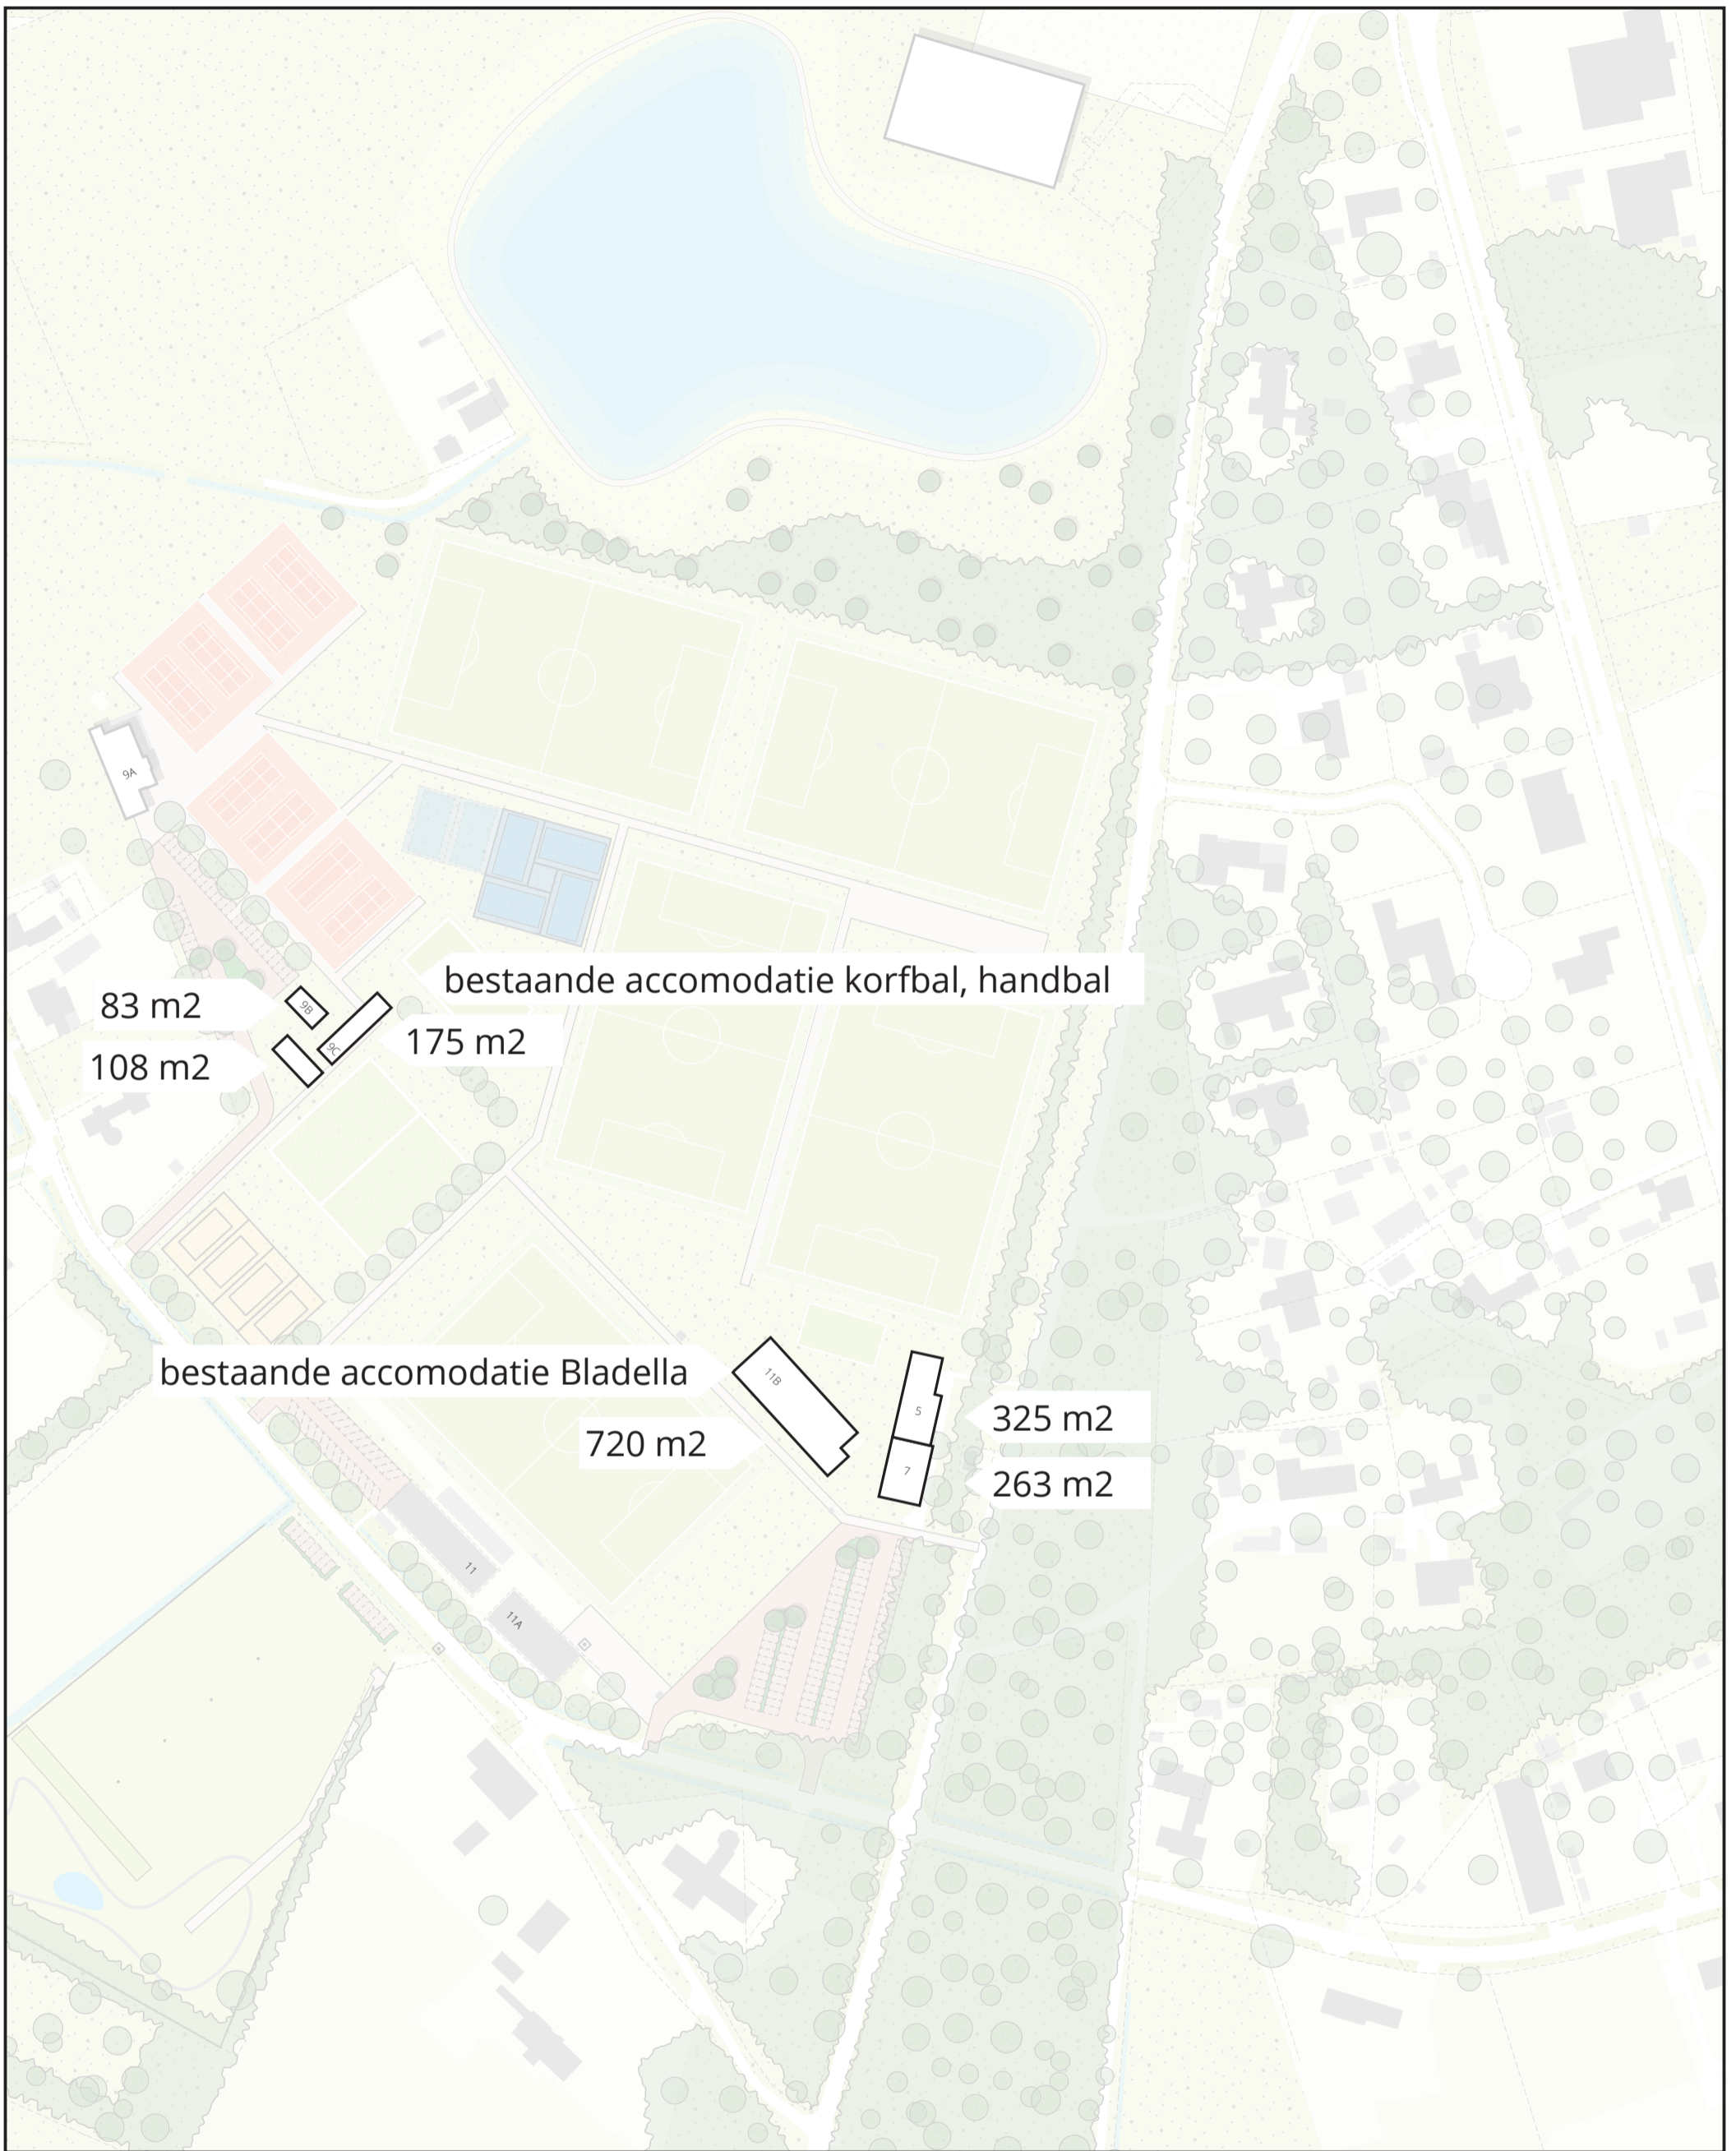 9A
bestaande accomodatie korfbal, handbal
83 m2
9B
175 m2
9C
108 m2
bestaande accomodatie Bladella
11B
720 m2
5
325 m2
7
263 m2
11
11A